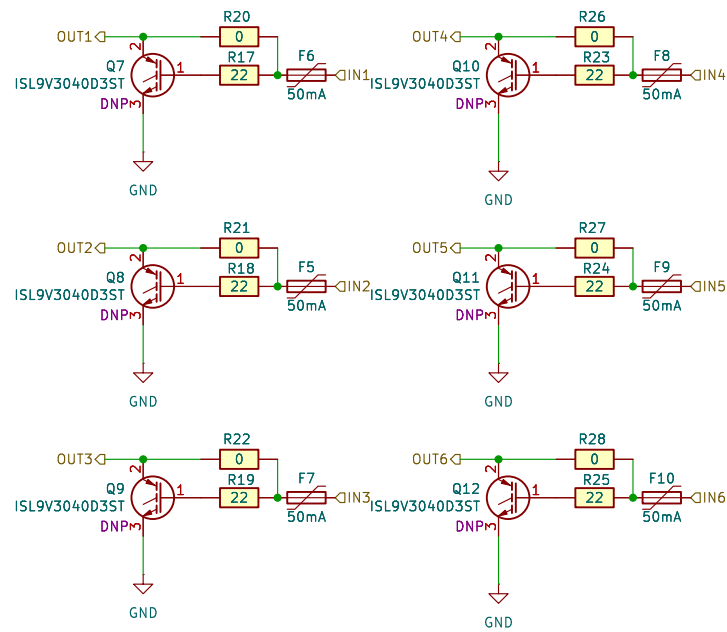 R20
OUT1
0
F6
2
Q7
R17
1
22
IN1
ISL9V3040D3ST
50mA
DNP
3
GND
R26
OUT4
0
F8
2
Q10
R23
1
22
IN4
ISL9V3040D3ST
50mA
DNP
3
GND
R21
OUT2
0
F5
2
Q8
R18
1
22
IN2
ISL9V3040D3ST
50mA
DNP
3
GND
R27
OUT5
0
F9
2
Q11
R24
1
22
IN5
ISL9V3040D3ST
50mA
DNP
3
GND
R22
OUT3
0
F7
2
Q9
R19
1
22
IN3
ISL9V3040D3ST
50mA
DNP
3
GND
R28
OUT6
0
F10
2
Q12
R25
1
22
IN6
ISL9V3040D3ST
50mA
DNP
3
GND